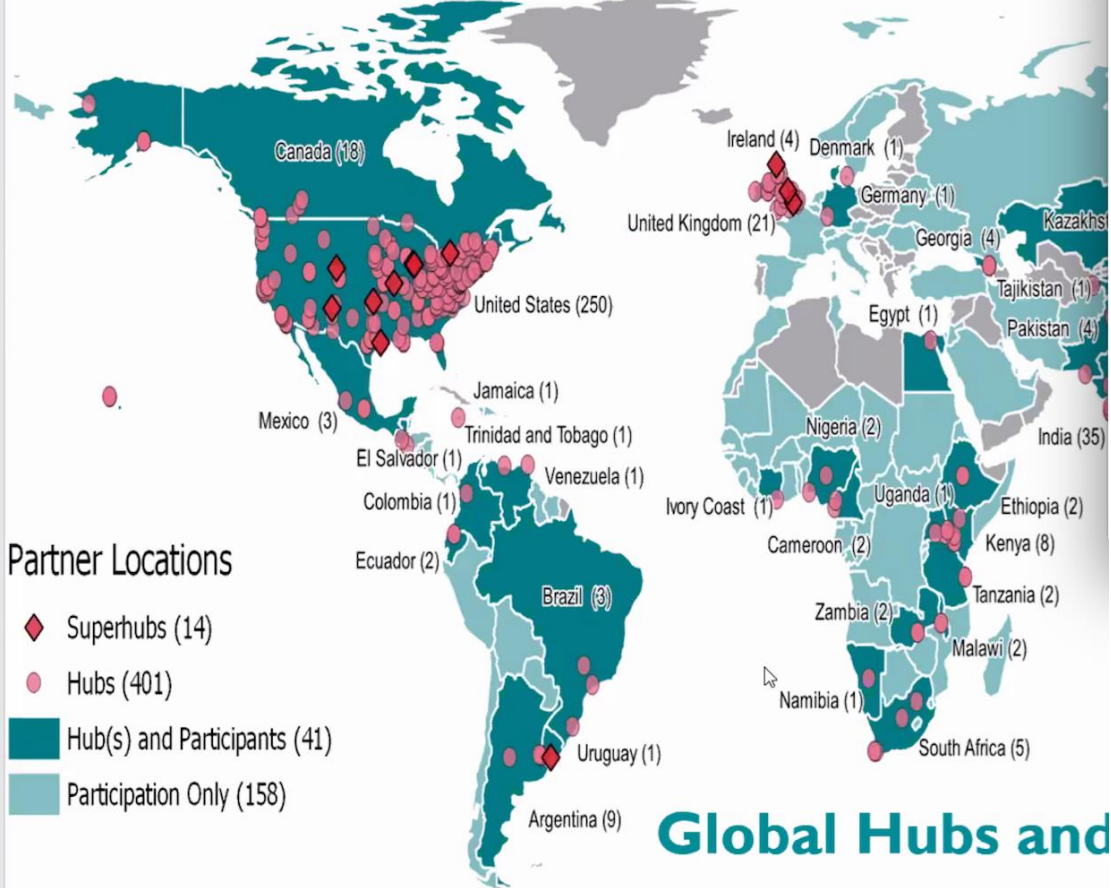 Ireland (4)
Denmark (1)
Canada (18)
Germany (1)
United Kingdom (21)
Kazakhst
Georgia (4)
Tajikistan (1)
United States (250)
Egypt (1)
Pakistan (4)
Jamaica (1)
Mexico (3)
Nigeria (2)
Trinidad and Tobago (1)
India (35)
El Salvador (1)
Venezuela (1)
Colombia (1)
Uganda (1)
Ivory Coast (1)
Ethiopia (2)
Cameroon (2)
Kenya (8)
Ecuador (2)
Partner Locations
Brazil (3)
Tanzania (2)
Zambia (2)
Superhubs (14)
Malawi (2)
Hubs (401)
Namibia (1)
Hub(s) and Participants (41)
South Africa (5)
Uruguay (1)
Participation Only (158)
Argentina (9)
Global Hubs and